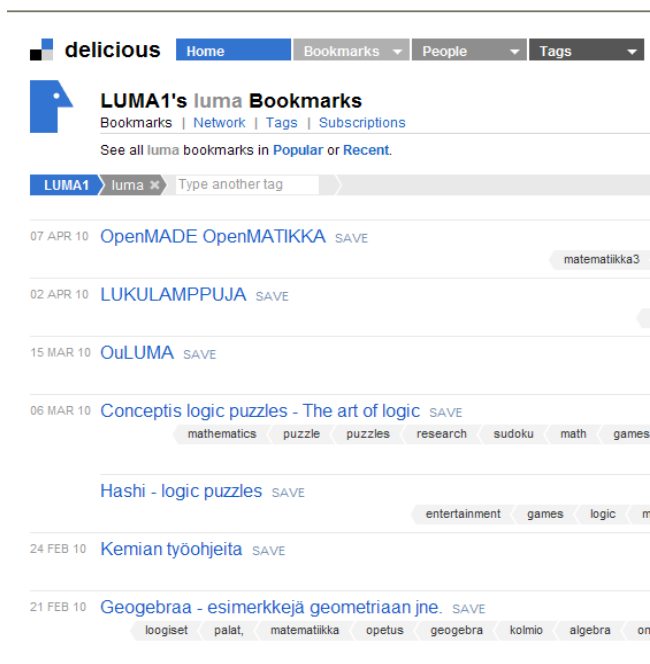 delicious Home Bookmarks People Tags
LUMA1's luma Bookmarks
Bookmarks | Network | Tags | Subscriptions
See all luma bookmarks in Popular or Recent.
LUMA1 luma Type another tag
07 APR 10 OpenMADE OpenMATIKKA SAVE
matematiikka3
02 APR 10 LUKULAMPPUJA SAVE
15 MAR 10 OuLUMA SAVE
06 MAR 10 Conceptis logic puzzles - The art of logic SAVE
mathematics puzzle puzzles research sudoku math games
Hashi - logic puzzles SAVE
entertainment games logic
24 FEB 10 Kemian työohjeita SAVE
21 FEB 10 Geogebraa - esimerkkejä geometriaan jne. SAVE
loogiset palat, matematiikka opetus geogebra kolmio algebra